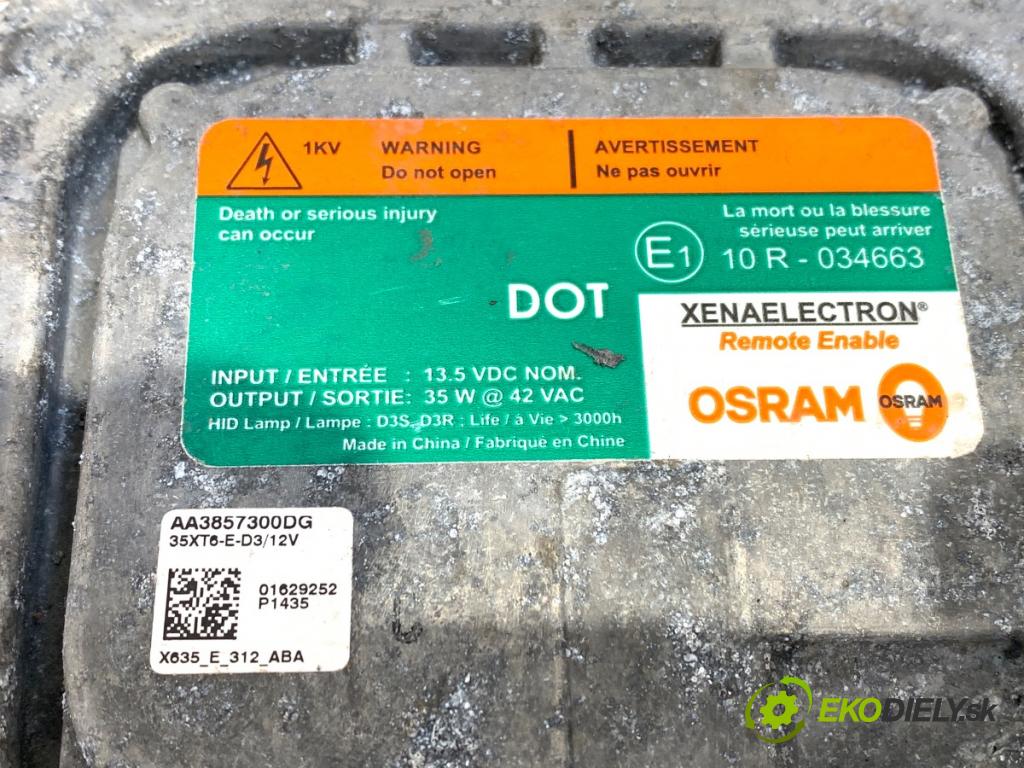 1KV WARNING
Do not open
AVERTISSEMENT
Ne pas ouvrir
Death or serious injury
can occur
La mort ou la blessure
sérieuse peut arriver
E1 10 R - 034663
DOT
XENAELECTRON®
Remote Enable
OSRAM OSRAM
INPUT / ENTRÉE : 13.5 VDC NOM.
OUTPUT / SORTIE: 35 W @ 42 VAC
HID Lamp / Lampe : D3S, D3R : Life / à Vie > 3000h
Made in China / Fabriqué en Chine
AA3857300DG
35XT6-E-D3/12V
01629252
P1435
X635_E_312_ABA
EKODIELY.sk